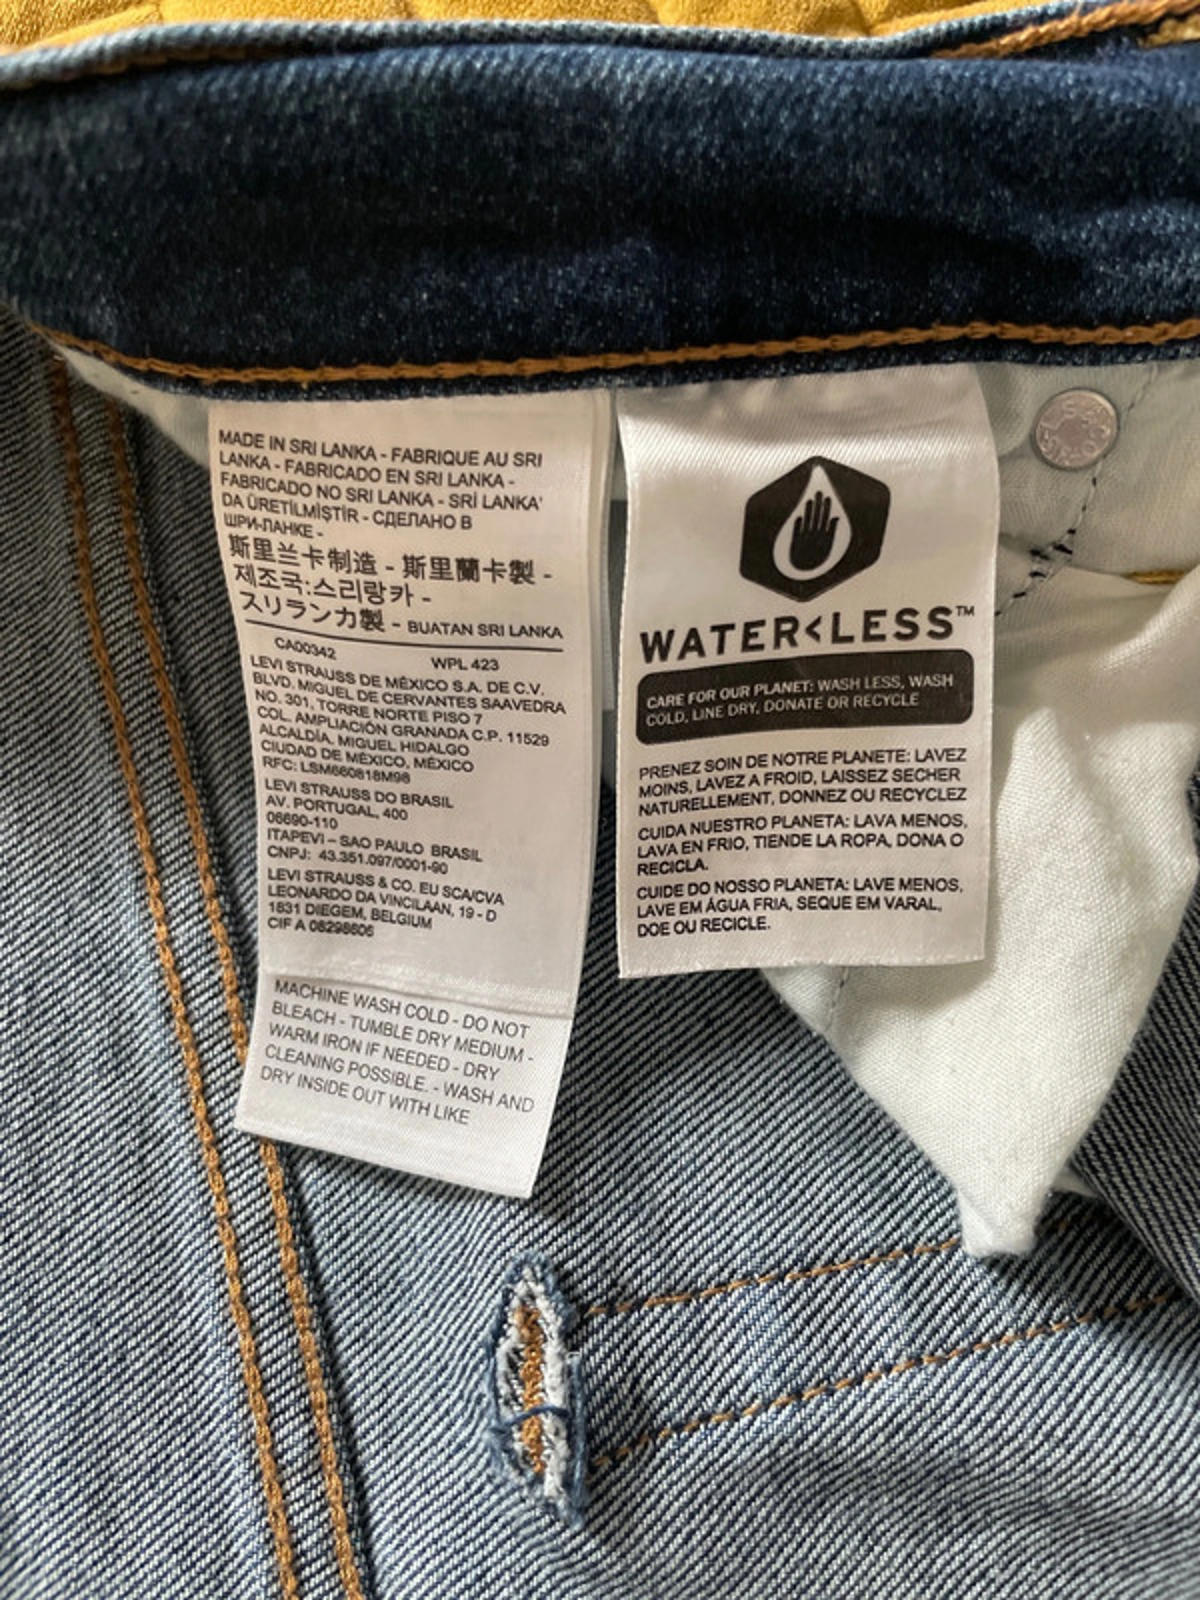 MADE IN SRI LANKA - FABRIQUE AU SRI
LANKA - FABRICADO EN SRI LANKA -
FABRICADO NO SRI LANKA - SRİ LANKA'
DA ÜRETİLMİŞTİR - СДЕЛАНО В
ШРИ-ЛАНКЕ -
斯里兰卡制造 - 斯里蘭卡製 -
제조국:스리랑카 -
スリランカ製 - BUATAN SRI LANKA
CA00342 WPL 423
LEVI STRAUSS DE MÉXICO S.A. DE C.V.
BLVD. MIGUEL DE CERVANTES SAAVEDRA
NO. 301, TORRE NORTE PISO 7
COL. AMPLIACIÓN GRANADA C.P. 11529
ALCALDÍA, MIGUEL HIDALGO
CIUDAD DE MÉXICO, MÉXICO
RFC: LSM660818M98
LEVI STRAUSS DO BRASIL
AV. PORTUGAL, 400
06690-110
ITAPEVI – SAO PAULO BRASIL
CNPJ: 43.351.097/0001-90
LEVI STRAUSS & CO. EU SCA/CVA
LEONARDO DA VINCILAAN, 19 - D
1831 DIEGEM, BELGIUM
CIF A 08298606
MACHINE WASH COLD - DO NOT
BLEACH - TUMBLE DRY MEDIUM -
WARM IRON IF NEEDED - DRY
CLEANING POSSIBLE. - WASH AND
DRY INSIDE OUT WITH LIKE
WATER<LESS™
CARE FOR OUR PLANET: WASH LESS, WASH
COLD, LINE DRY, DONATE OR RECYCLE
PRENEZ SOIN DE NOTRE PLANETE: LAVEZ
MOINS, LAVEZ A FROID, LAISSEZ SECHER
NATURELLEMENT, DONNEZ OU RECYCLEZ
CUIDA NUESTRO PLANETA: LAVA MENOS,
LAVA EN FRIO, TIENDE LA ROPA, DONA O
RECICLA.
CUIDE DO NOSSO PLANETA: LAVE MENOS,
LAVE EM ÁGUA FRIA, SEQUE EM VARAL,
DOE OU RECICLE.